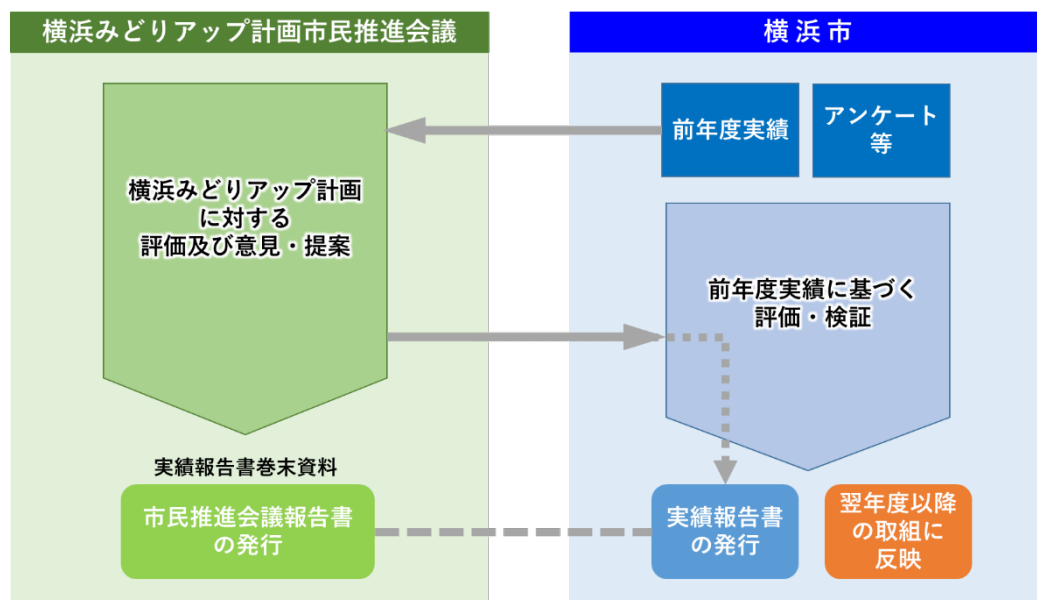 横浜みどりアップ計画市民推進会議
横浜みどりアップ計画
に対する
評価及び意見・提案
実績報告書巻末資料
市民推進会議報告書
の発行
横浜市
前年度実績
アンケート
等
前年度実績に基づく
評価・検証
実績報告書
の発行
翌年度以降
の取組に
反映